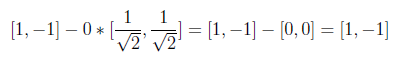 [1, −1] − 0 ∗ [1/√2, 1/√2] = [1, −1] − [0, 0] = [1, −1]